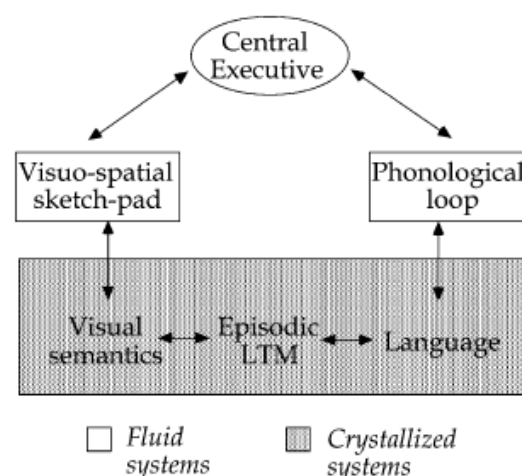 Central
Executive
Visuo-spatial
sketch-pad
Phonological
loop
Visual
semantics
Episodic
LTM
Language
Fluid
systems
Crystallized
systems